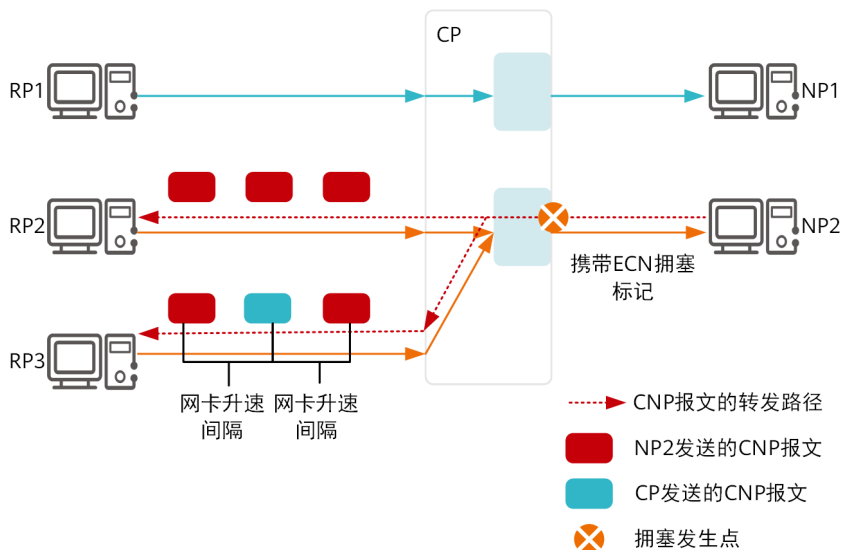 CP
RP1
NP1
RP2
NP2
携带ECN拥塞
标记
RP3
网卡升速 网卡升速
间隔 间隔
CNP报文的转发路径
NP2发送的CNP报文
CP发送的CNP报文
拥塞发生点